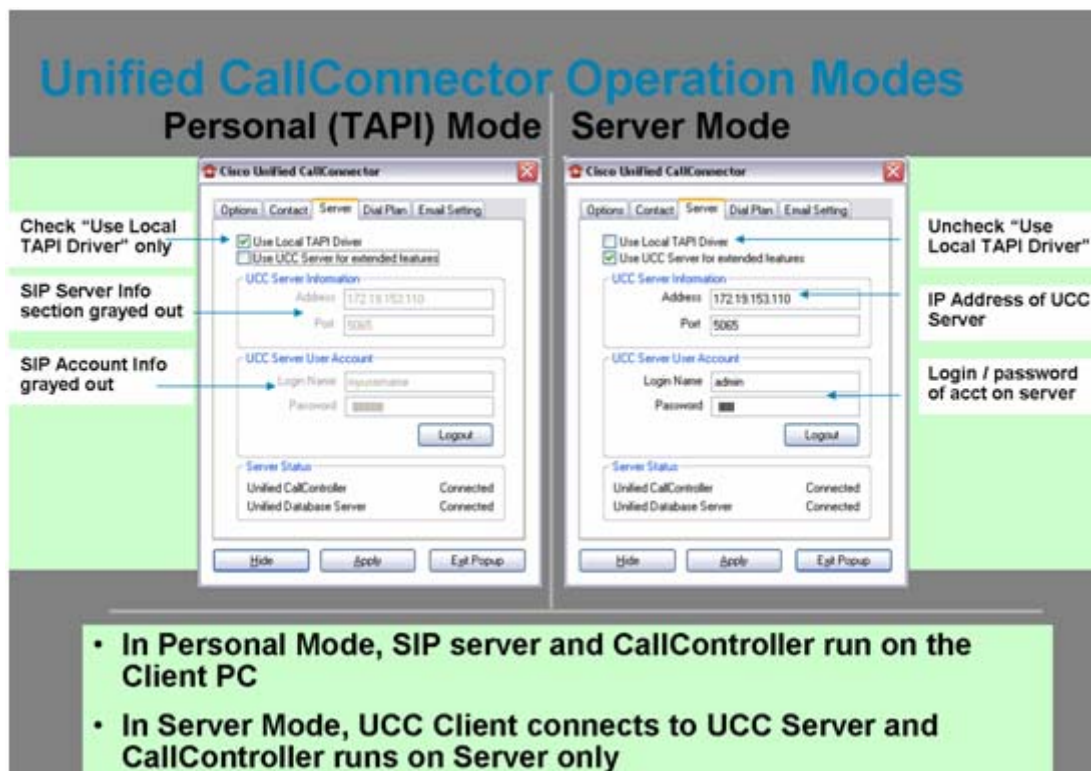 Unified CallConnector Operation Modes
Personal (TAPI) Mode
Server Mode
Check “Use Local
TAPI Driver” only
SIP Server Info
section grayed out
SIP Account Info
grayed out
Cisco Unified CallConnector
Options Contact Server Dial Plan Email Setting
Use Local TAPI Driver
Use UCC Server for extended features
UCC Server Information
Address 172.19.153.110
Port 5065
UCC Server User Account
Login Name myusername
Password
Logout
Server Status
Unified CallController Connected
Unified Database Server Connected
Hide Apply Exit Popup
Cisco Unified CallConnector
Options Contact Server Dial Plan Email Setting
Use Local TAPI Driver
Use UCC Server for extended features
UCC Server Information
Address 172.19.153.110
Port 5065
UCC Server User Account
Login Name admin
Password
Logout
Server Status
Unified CallController Connected
Unified Database Server Connected
Hide Apply Exit Popup
Uncheck “Use
Local TAPI Driver”
IP Address of UCC
Server
Login / password
of acct on server
• In Personal Mode, SIP server and CallController run on the
Client PC
• In Server Mode, UCC Client connects to UCC Server and
CallController runs on Server only